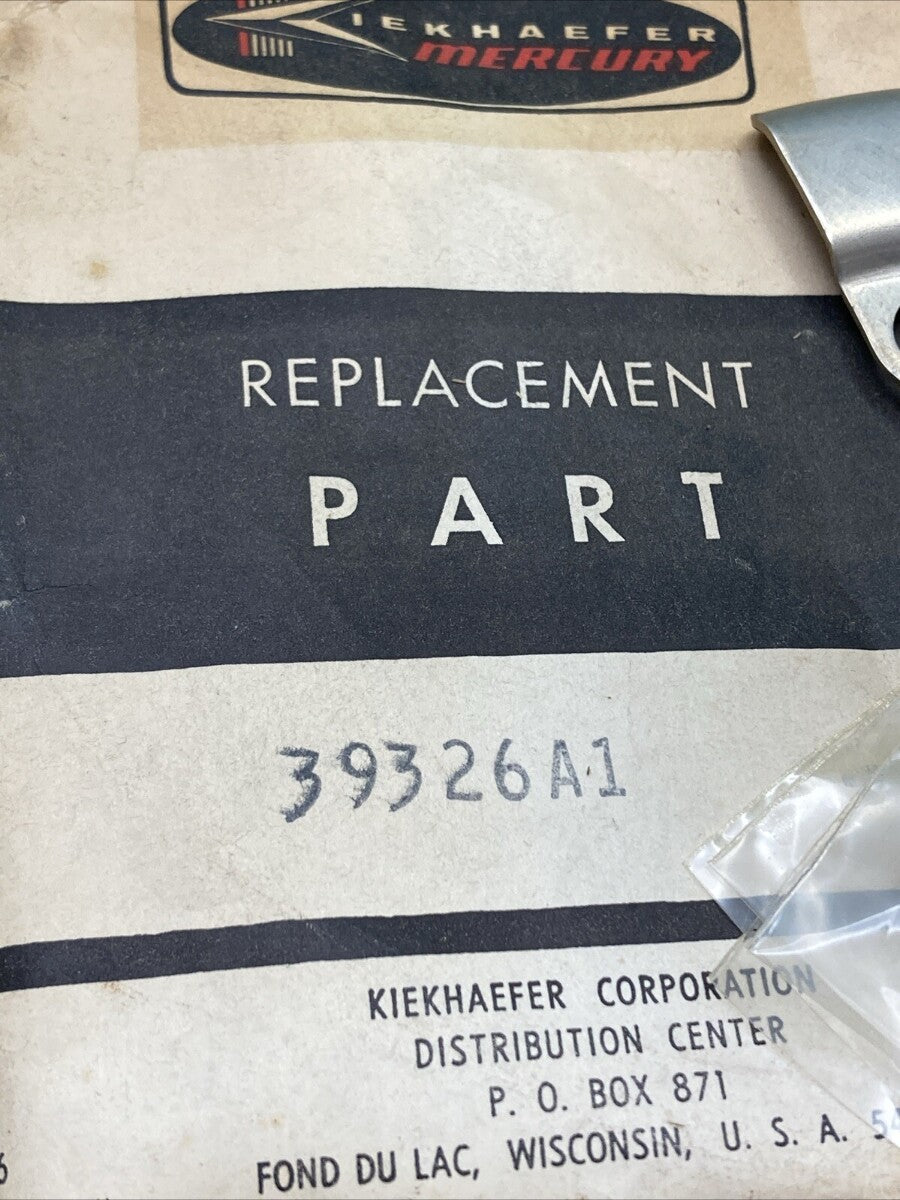 KIEKHAEFER
MERCURY
REPLACEMENT
PART
39326A1
KIEKHAEFER CORPORATION
DISTRIBUTION CENTER
P. O. BOX 871
FOND DU LAC, WISCONSIN, U. S. A.